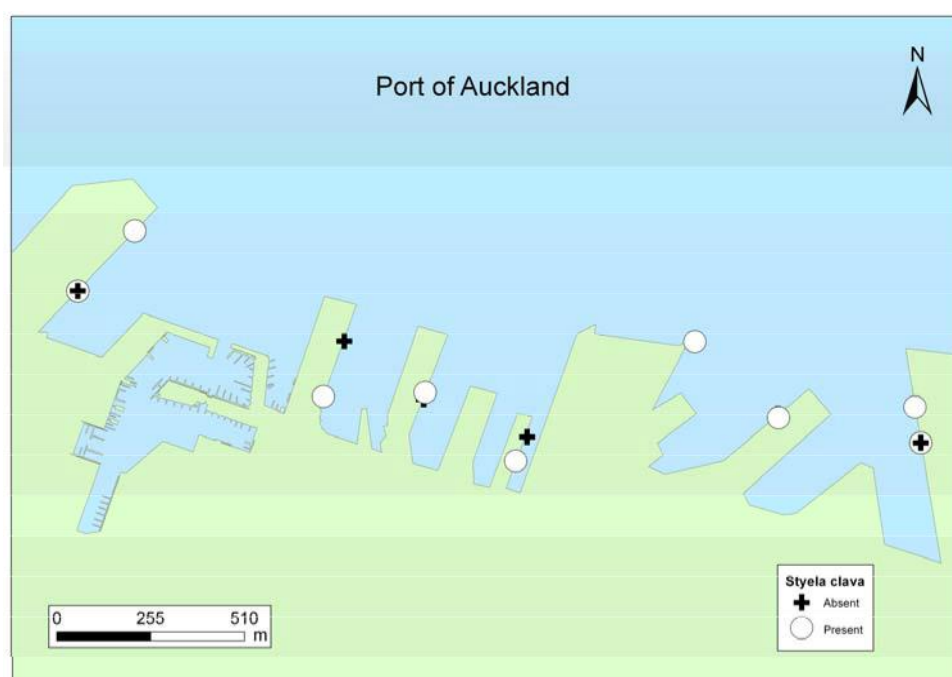 Port of Auckland
N
0 255 510
m
Styela clava
Absent
Present